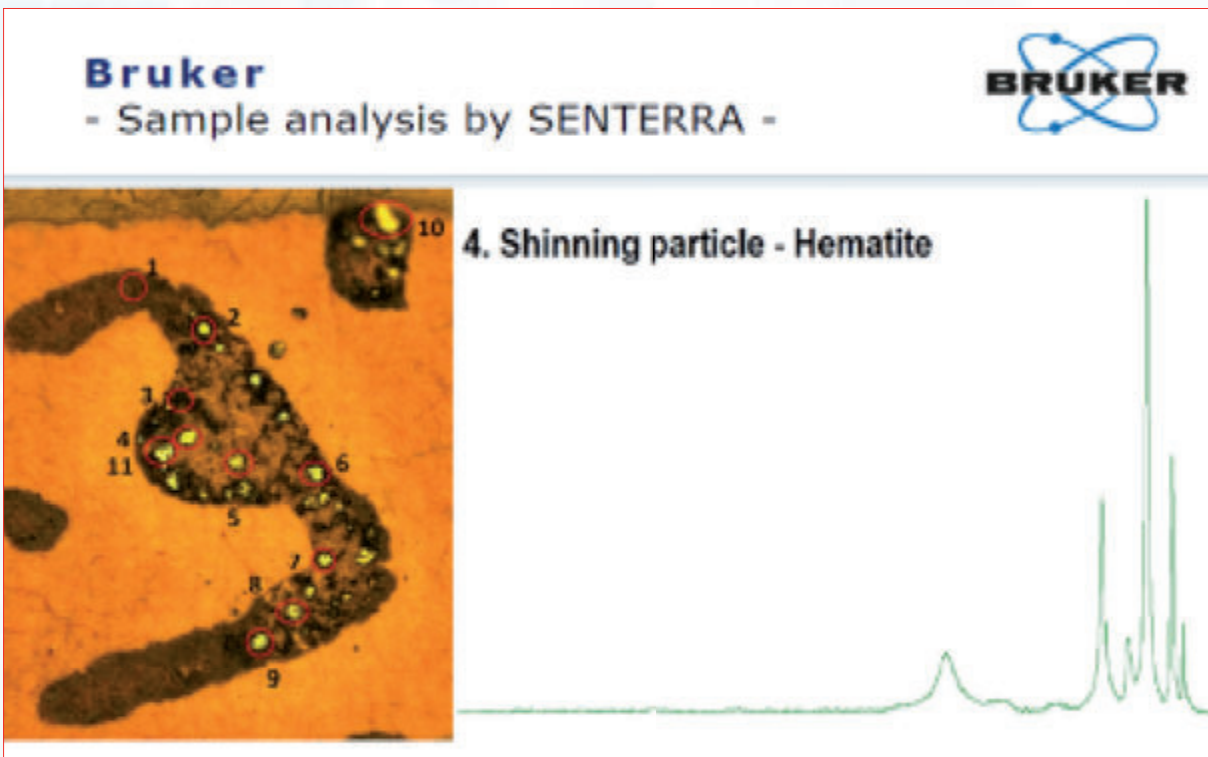 Bruker
- Sample analysis by SENTERRA -
BRUKER
4. Shinning particle - Hematite
10
1
2
3
4
11
6
5
7
8
9